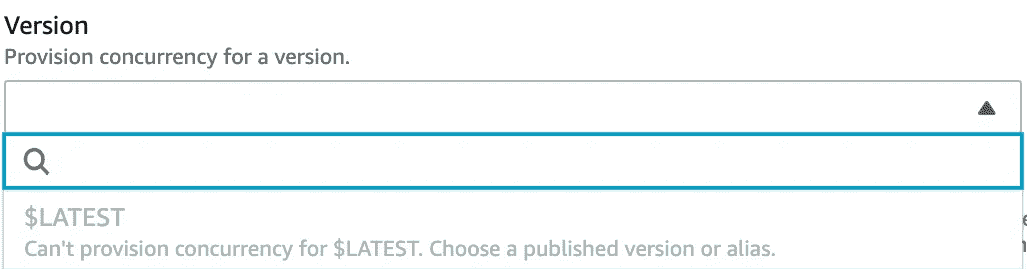 Version
Provision concurrency for a version.
$LATEST
Can't provision concurrency for $LATEST. Choose a published version or alias.